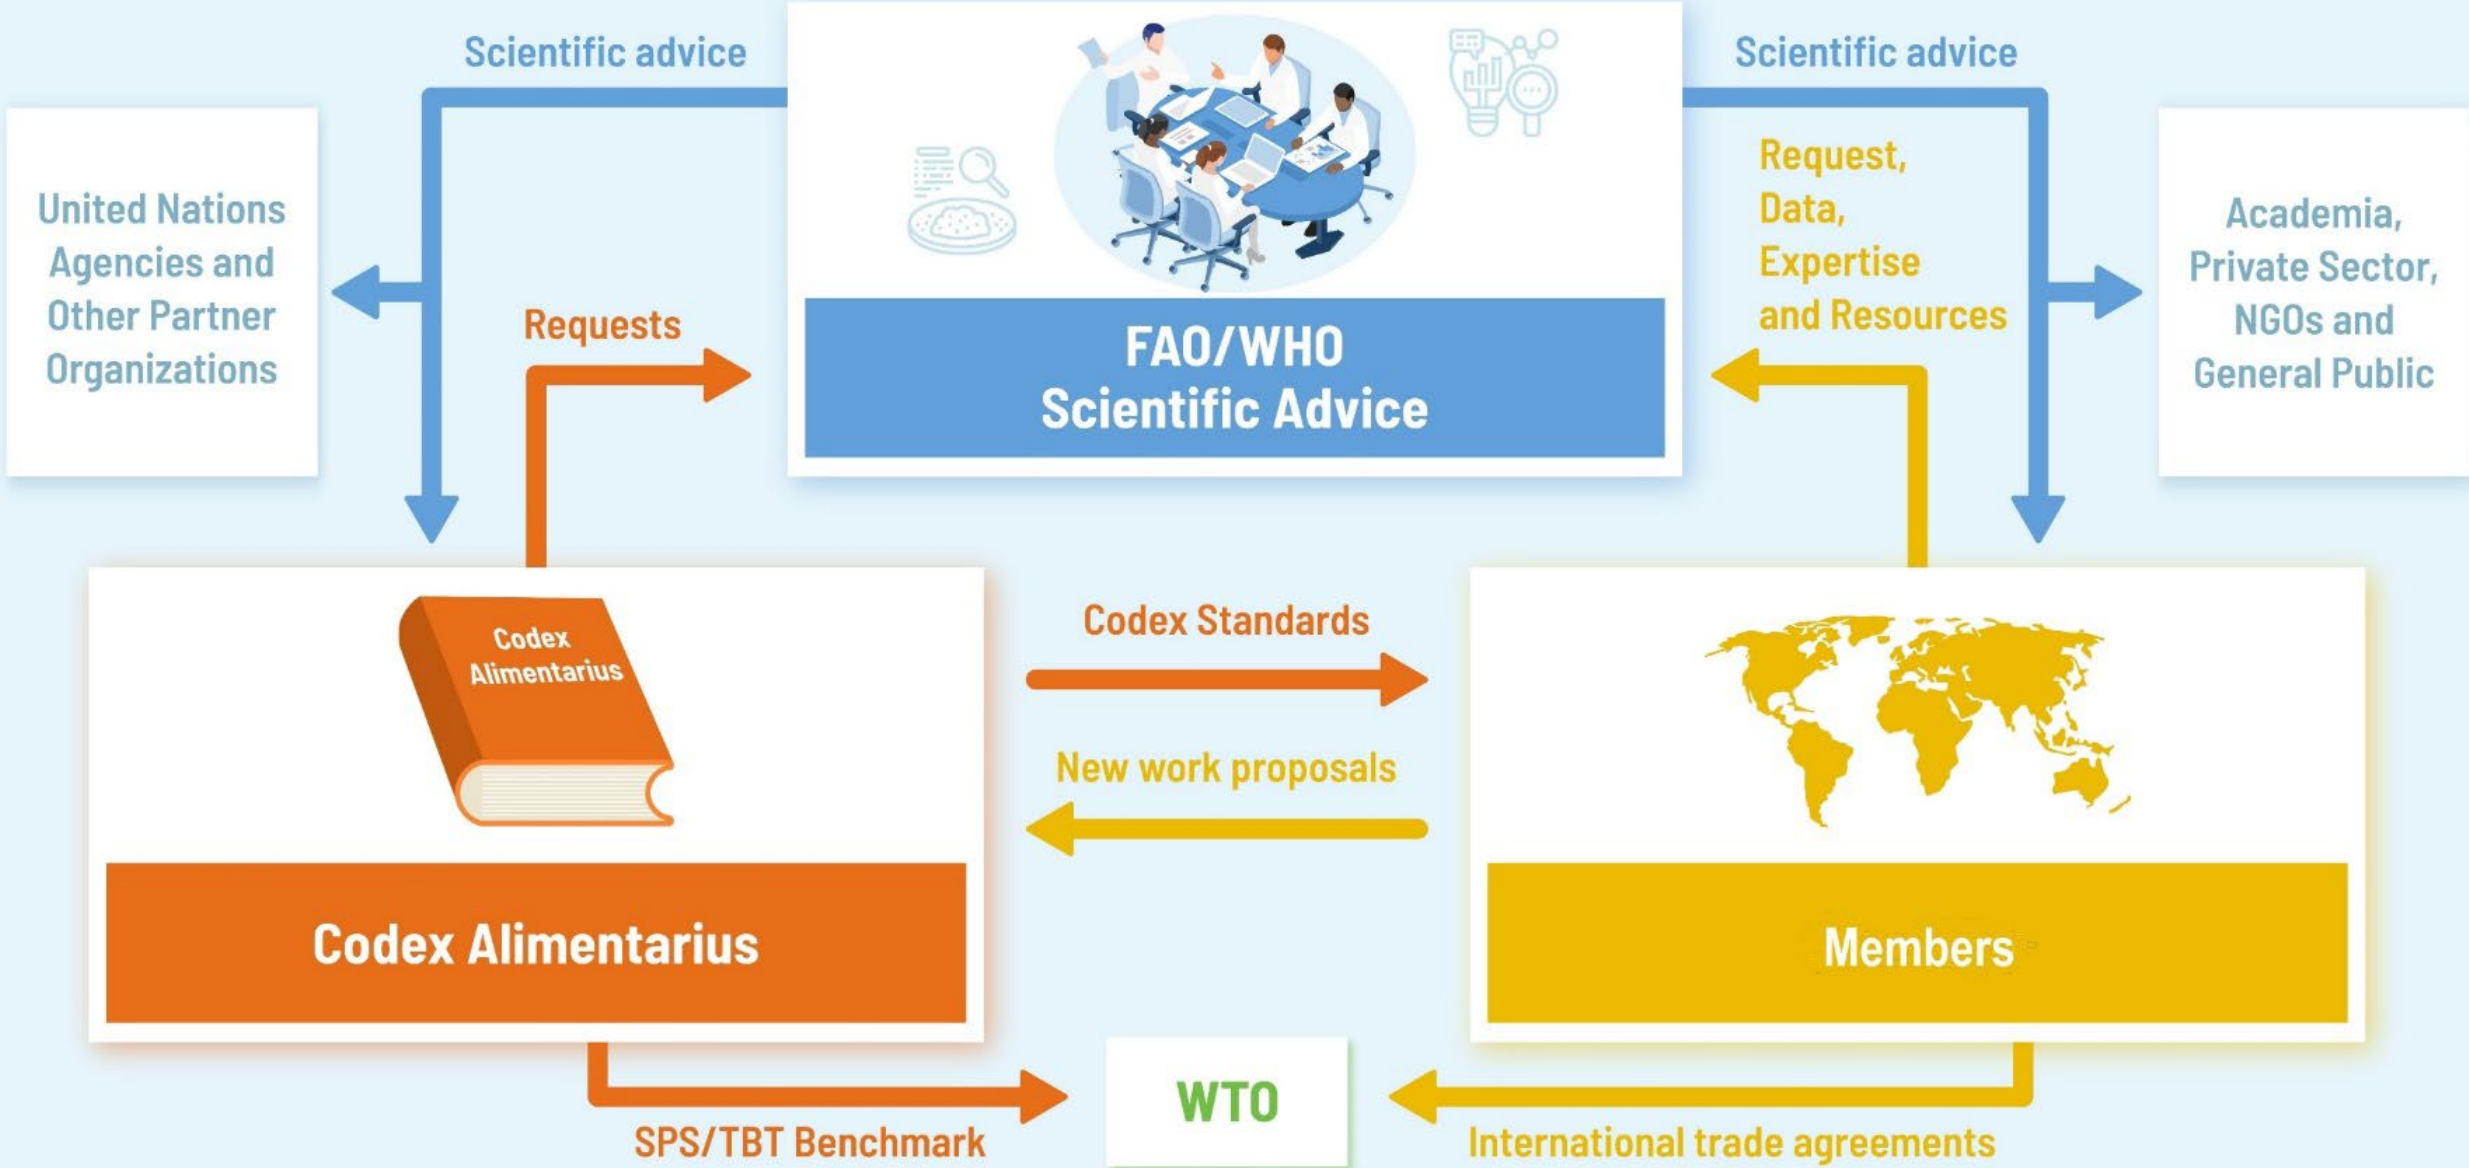 Scientific advice
Scientific advice
United Nations
Agencies and
Other Partner
Organizations
Requests
FAO/WHO
Scientific Advice
Request,
Data,
Expertise
and Resources
Academia,
Private Sector,
NGOs and
General Public
Codex
Alimentarius
Codex Alimentarius
Codex Standards
New work proposals
Members
SPS/TBT Benchmark
WTO
International trade agreements